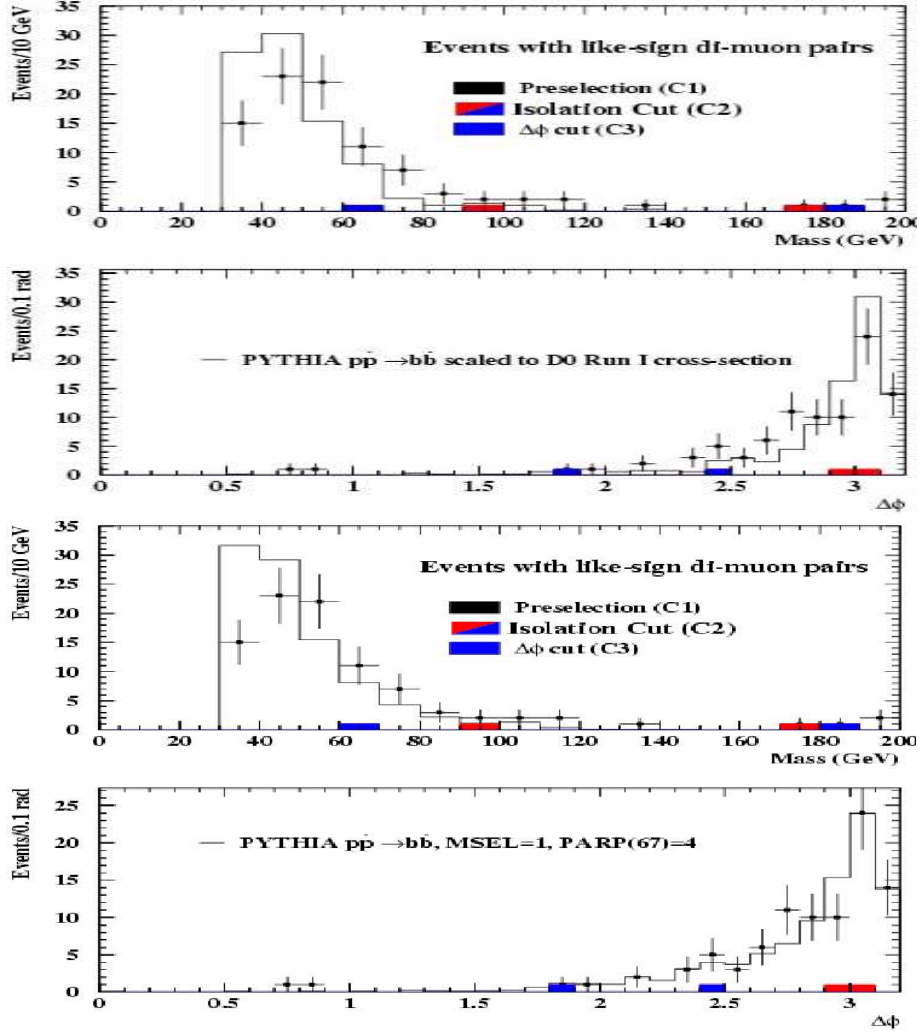 Events/10 GeV
35
30
25
20
15
10
5
0
Events with like-sign di-muon pairs
Preselection (C1)
Isolation Cut (C2)
Δϕ cut (C3)
0 20 40 60 80 100 120 140 160 180 200
Mass (GeV)
Events/0.1 rad
35
30
25
20
15
10
5
0
PYTHIA pp̄ →bb̄ scaled to D0 Run I cross-section
0 0.5 1 1.5 2 2.5 3
Δϕ
Events/10 GeV
35
30
25
20
15
10
5
0
Events with like-sign di-muon pairs
Preselection (C1)
Isolation Cut (C2)
Δϕ cut (C3)
0 20 40 60 80 100 120 140 160 180 200
Mass (GeV)
Events/0.1 rad
25
20
15
10
5
0
PYTHIA pp̄ →bb̄, MSEL=1, PARP(67)=4
0 0.5 1 1.5 2 2.5 3
Δϕ